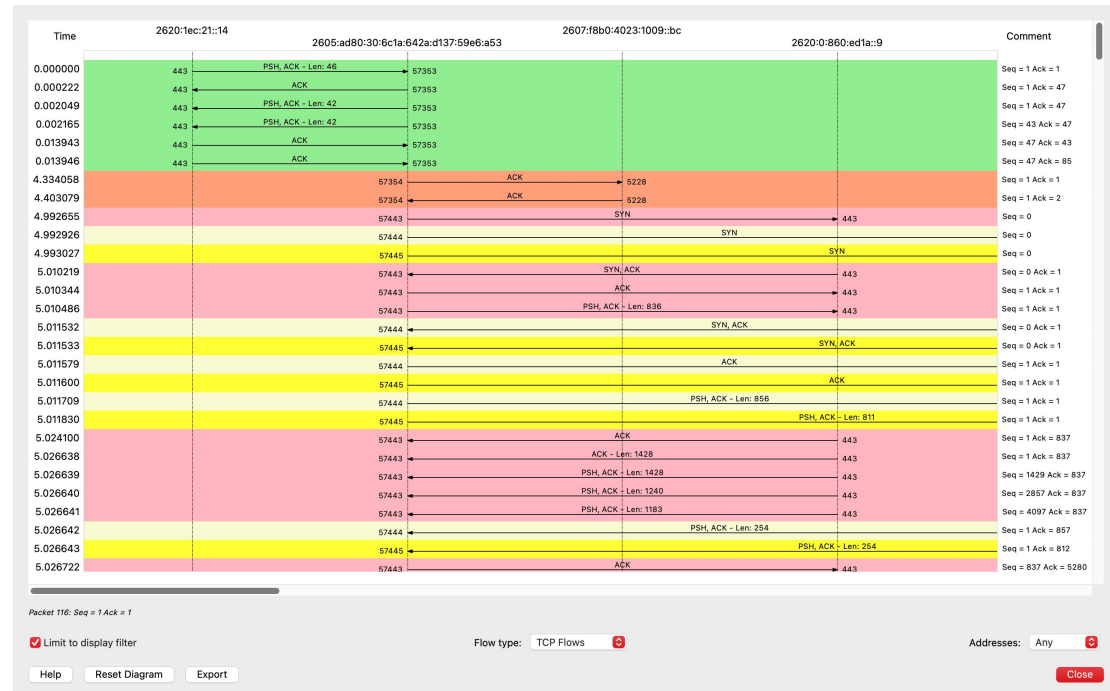 Time 2620:1ec:21::14 2607:f8b0:4023:1009::bc Comment
2605:ad80:30:6c1a:642a:d137:59e6:a53 2620:0:860:ed1a::9
0.000000 443 PSH, ACK - Len: 46 57353 Seq = 1 Ack = 1
0.000222 443 ACK 57353 Seq = 1 Ack = 47
0.002049 443 PSH, ACK - Len: 42 57353 Seq = 1 Ack = 47
0.002165 443 PSH, ACK - Len: 42 57353 Seq = 43 Ack = 47
0.013943 443 ACK 57353 Seq = 47 Ack = 43
0.013946 443 ACK 57353 Seq = 47 Ack = 85
4.334058 57354 ACK 5228 Seq = 1 Ack = 1
4.403079 57354 ACK 5228 Seq = 1 Ack = 2
4.992655 57443 SYN 443 Seq = 0
4.992926 57444 SYN Seq = 0
4.993027 57445 SYN Seq = 0
5.010219 57443 SYN, ACK 443 Seq = 0 Ack = 1
5.010344 57443 ACK 443 Seq = 1 Ack = 1
5.010486 57443 PSH, ACK - Len: 836 443 Seq = 1 Ack = 1
5.011532 57444 SYN, ACK Seq = 0 Ack = 1
5.011533 57445 SYN, ACK Seq = 0 Ack = 1
5.011579 57444 ACK Seq = 1 Ack = 1
5.011600 57445 ACK Seq = 1 Ack = 1
5.011709 57444 PSH, ACK - Len: 856 Seq = 1 Ack = 1
5.011830 57445 PSH, ACK - Len: 811 Seq = 1 Ack = 1
5.024100 57443 ACK 443 Seq = 1 Ack = 837
5.026638 57443 ACK - Len: 1428 443 Seq = 1 Ack = 837
5.026639 57443 PSH, ACK - Len: 1428 443 Seq = 1429 Ack = 837
5.026640 57443 PSH, ACK - Len: 1240 443 Seq = 2857 Ack = 837
5.026641 57443 PSH, ACK - Len: 1183 443 Seq = 4097 Ack = 837
5.026642 57444 PSH, ACK - Len: 254 Seq = 1 Ack = 857
5.026643 57445 PSH, ACK - Len: 254 Seq = 1 Ack = 812
5.026722 57443 ACK 443 Seq = 837 Ack = 5280
Packet 116: Seq = 1 Ack = 1
Limit to display filter Flow type: TCP Flows Addresses: Any
Help Reset Diagram Export Close